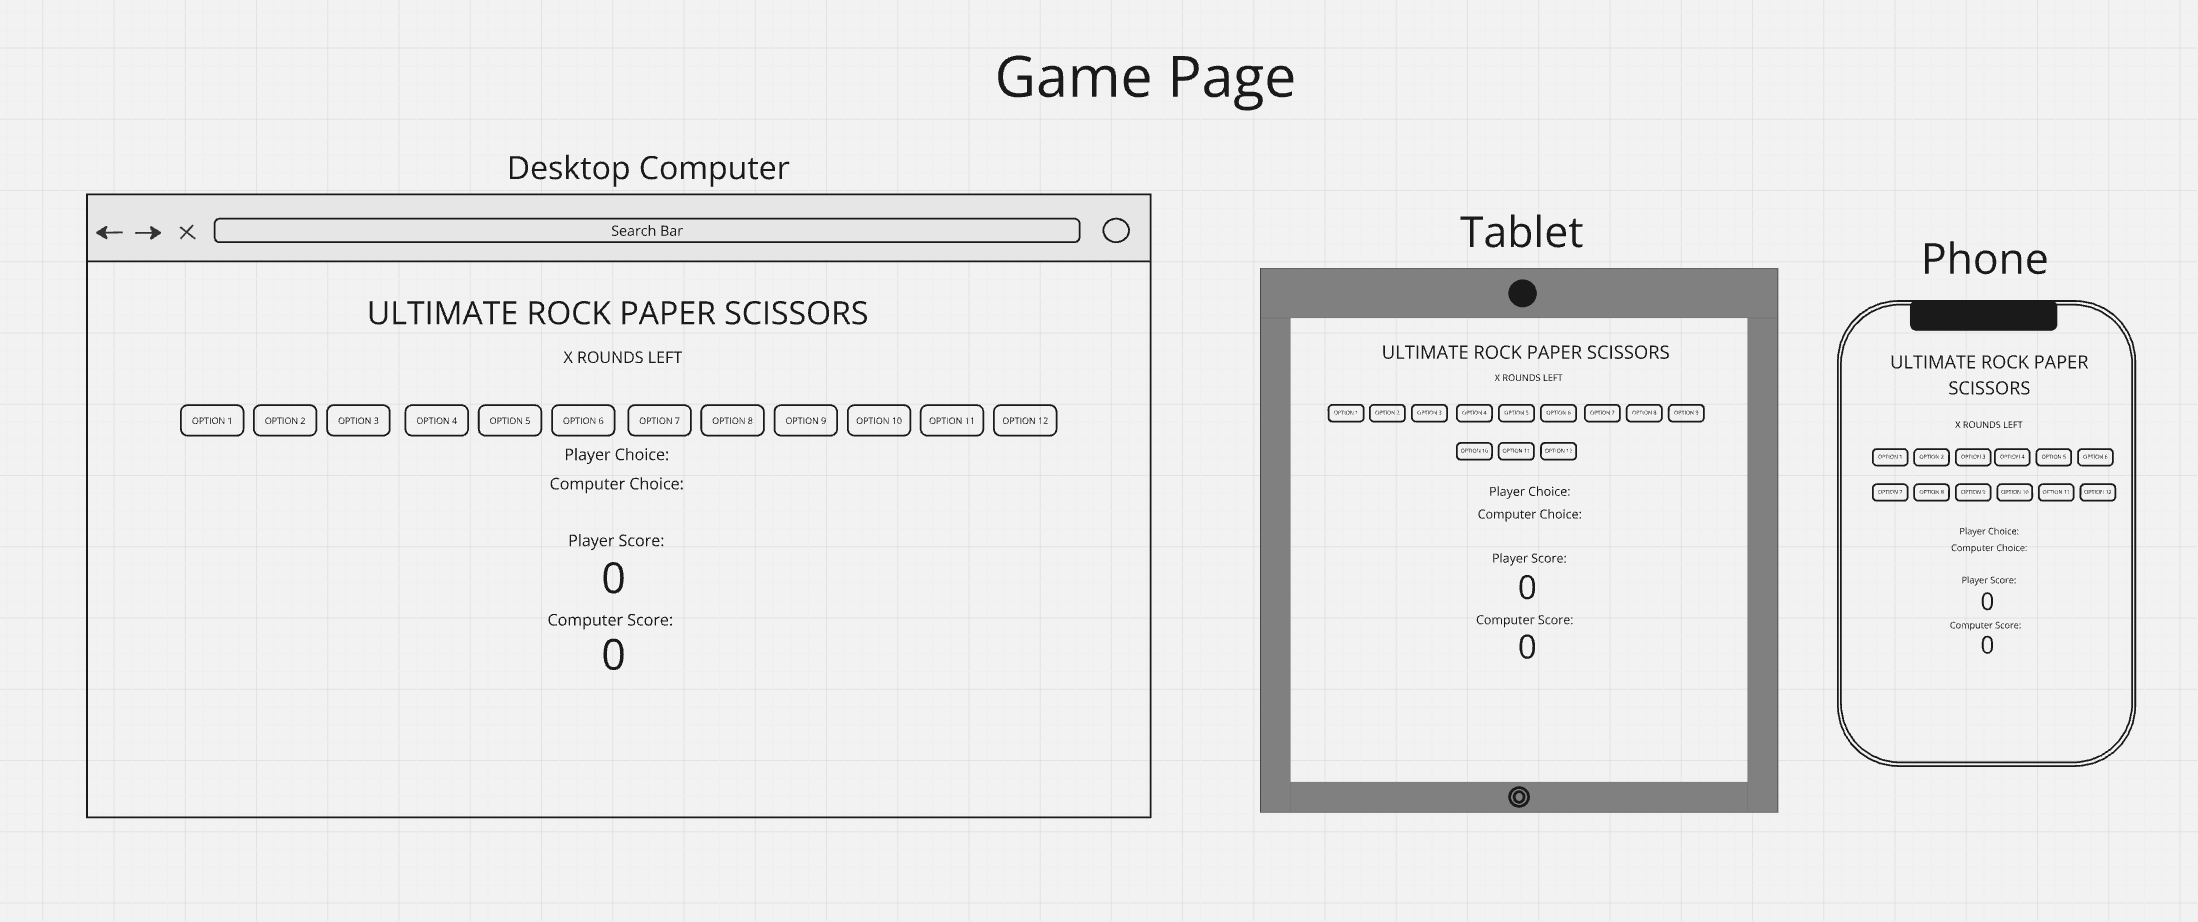 Game Page
Desktop Computer
Search Bar
ULTIMATE ROCK PAPER SCISSORS
X ROUNDS LEFT
OPTION 1 OPTION 2 OPTION 3 OPTION 4 OPTION 5 OPTION 6 OPTION 7 OPTION 8 OPTION 9 OPTION 10 OPTION 11 OPTION 12
Player Choice:
Computer Choice:
Player Score:
0
Computer Score:
0
Tablet
ULTIMATE ROCK PAPER SCISSORS
X ROUNDS LEFT
OPTION 1 OPTION 2 OPTION 3 OPTION 4 OPTION 5 OPTION 6 OPTION 7 OPTION 8 OPTION 9
OPTION 10 OPTION 11 OPTION 12
Player Choice:
Computer Choice:
Player Score:
0
Computer Score:
0
Phone
ULTIMATE ROCK PAPER
SCISSORS
X ROUNDS LEFT
OPTION 1 OPTION 2 OPTION 3 OPTION 4 OPTION 5 OPTION 6
OPTION 7 OPTION 8 OPTION 9 OPTION 10 OPTION 11 OPTION 12
Player Choice:
Computer Choice:
Player Score:
0
Computer Score:
0